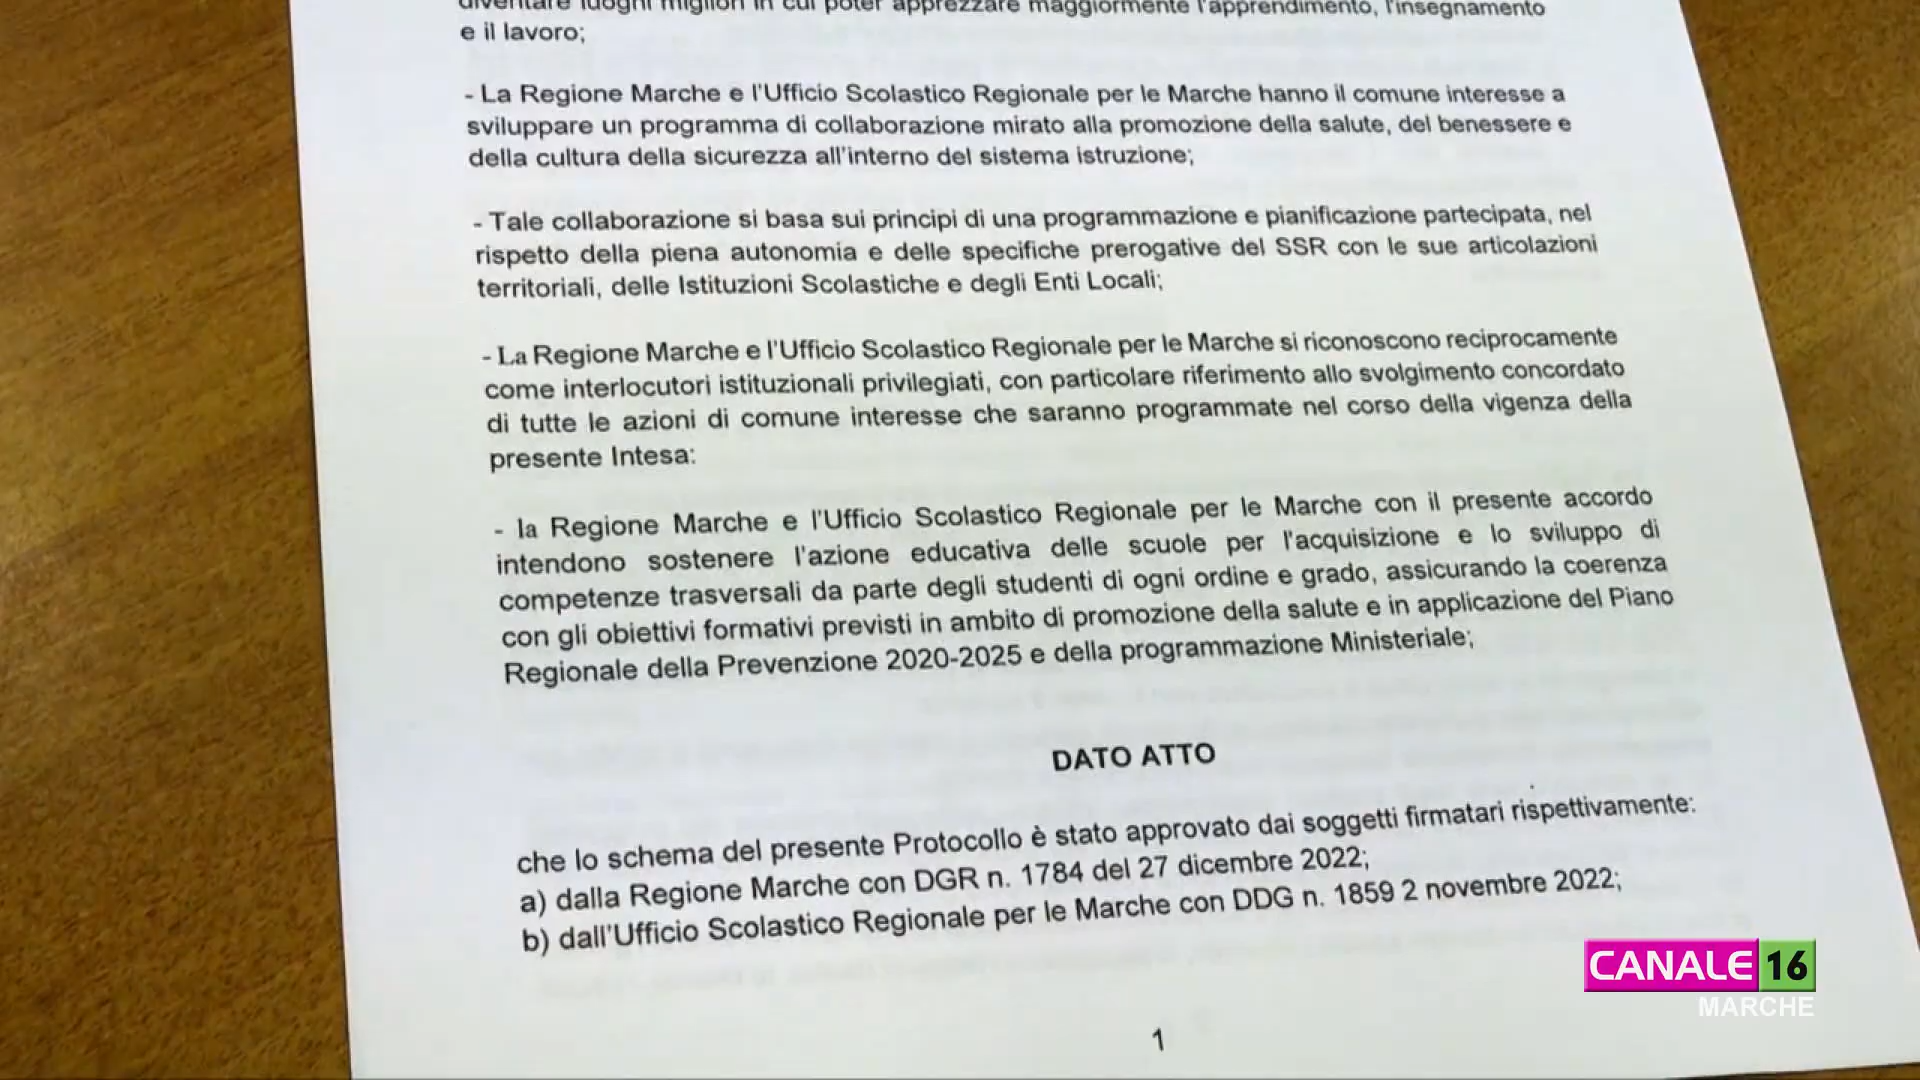 diventare luoghi migliori in cui poter apprezzare maggiormente l'apprendimento, l'insegnamento
e il lavoro;
- La Regione Marche e l'Ufficio Scolastico Regionale per le Marche hanno il comune interesse a
sviluppare un programma di collaborazione mirato alla promozione della salute, del benessere e
della cultura della sicurezza all'interno del sistema istruzione;
- Tale collaborazione si basa sui principi di una programmazione e pianificazione partecipata, nel
rispetto della piena autonomia e delle specifiche prerogative del SSR con le sue articolazioni
territoriali, delle Istituzioni Scolastiche e degli Enti Locali;
- La Regione Marche e l'Ufficio Scolastico Regionale per le Marche si riconoscono reciprocamente
come interlocutori istituzionali privilegiati, con particolare riferimento allo svolgimento concordato
di tutte le azioni di comune interesse che saranno programmate nel corso della vigenza della
presente Intesa:
- la Regione Marche e l'Ufficio Scolastico Regionale per le Marche con il presente accordo
intendono sostenere l'azione educativa delle scuole per l'acquisizione e lo sviluppo di
competenze trasversali da parte degli studenti di ogni ordine e grado, assicurando la coerenza
con gli obiettivi formativi previsti in ambito di promozione della salute e in applicazione del Piano
Regionale della Prevenzione 2020-2025 e della programmazione Ministeriale;
DATO ATTO
che lo schema del presente Protocollo è stato approvato dai soggetti firmatari rispettivamente:
a) dalla Regione Marche con DGR n. 1784 del 27 dicembre 2022;
b) dall'Ufficio Scolastico Regionale per le Marche con DDG n. 1859 2 novembre 2022;
CANALE 16
MARCHE
1